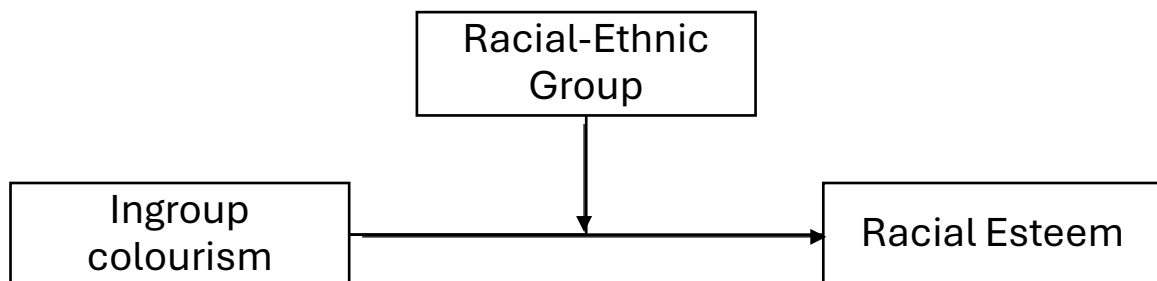 Racial-Ethnic
Group
Ingroup
colourism
Racial Esteem